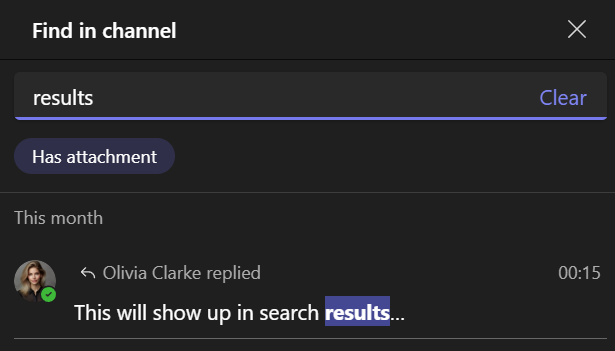 Find in channel
results Clear
Has attachment
This month
Olivia Clarke replied 00:15
This will show up in search results...